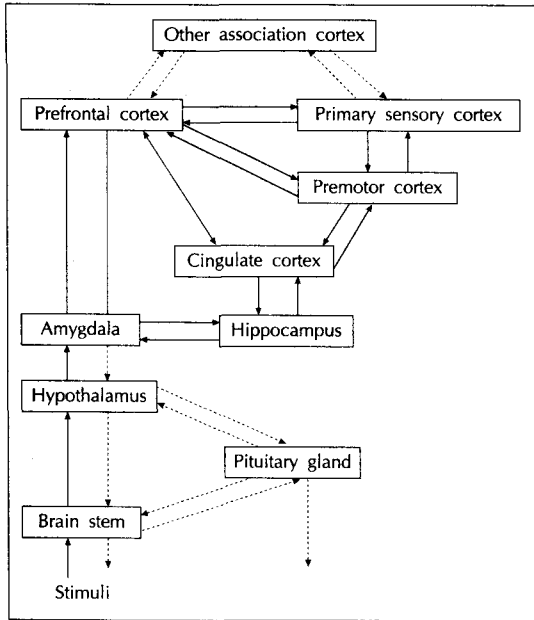 Other association cortex
Prefrontal cortex
Primary sensory cortex
Premotor cortex
Cingulate cortex
Amygdala
Hippocampus
Hypothalamus
Pituitary gland
Brain stem
Stimuli